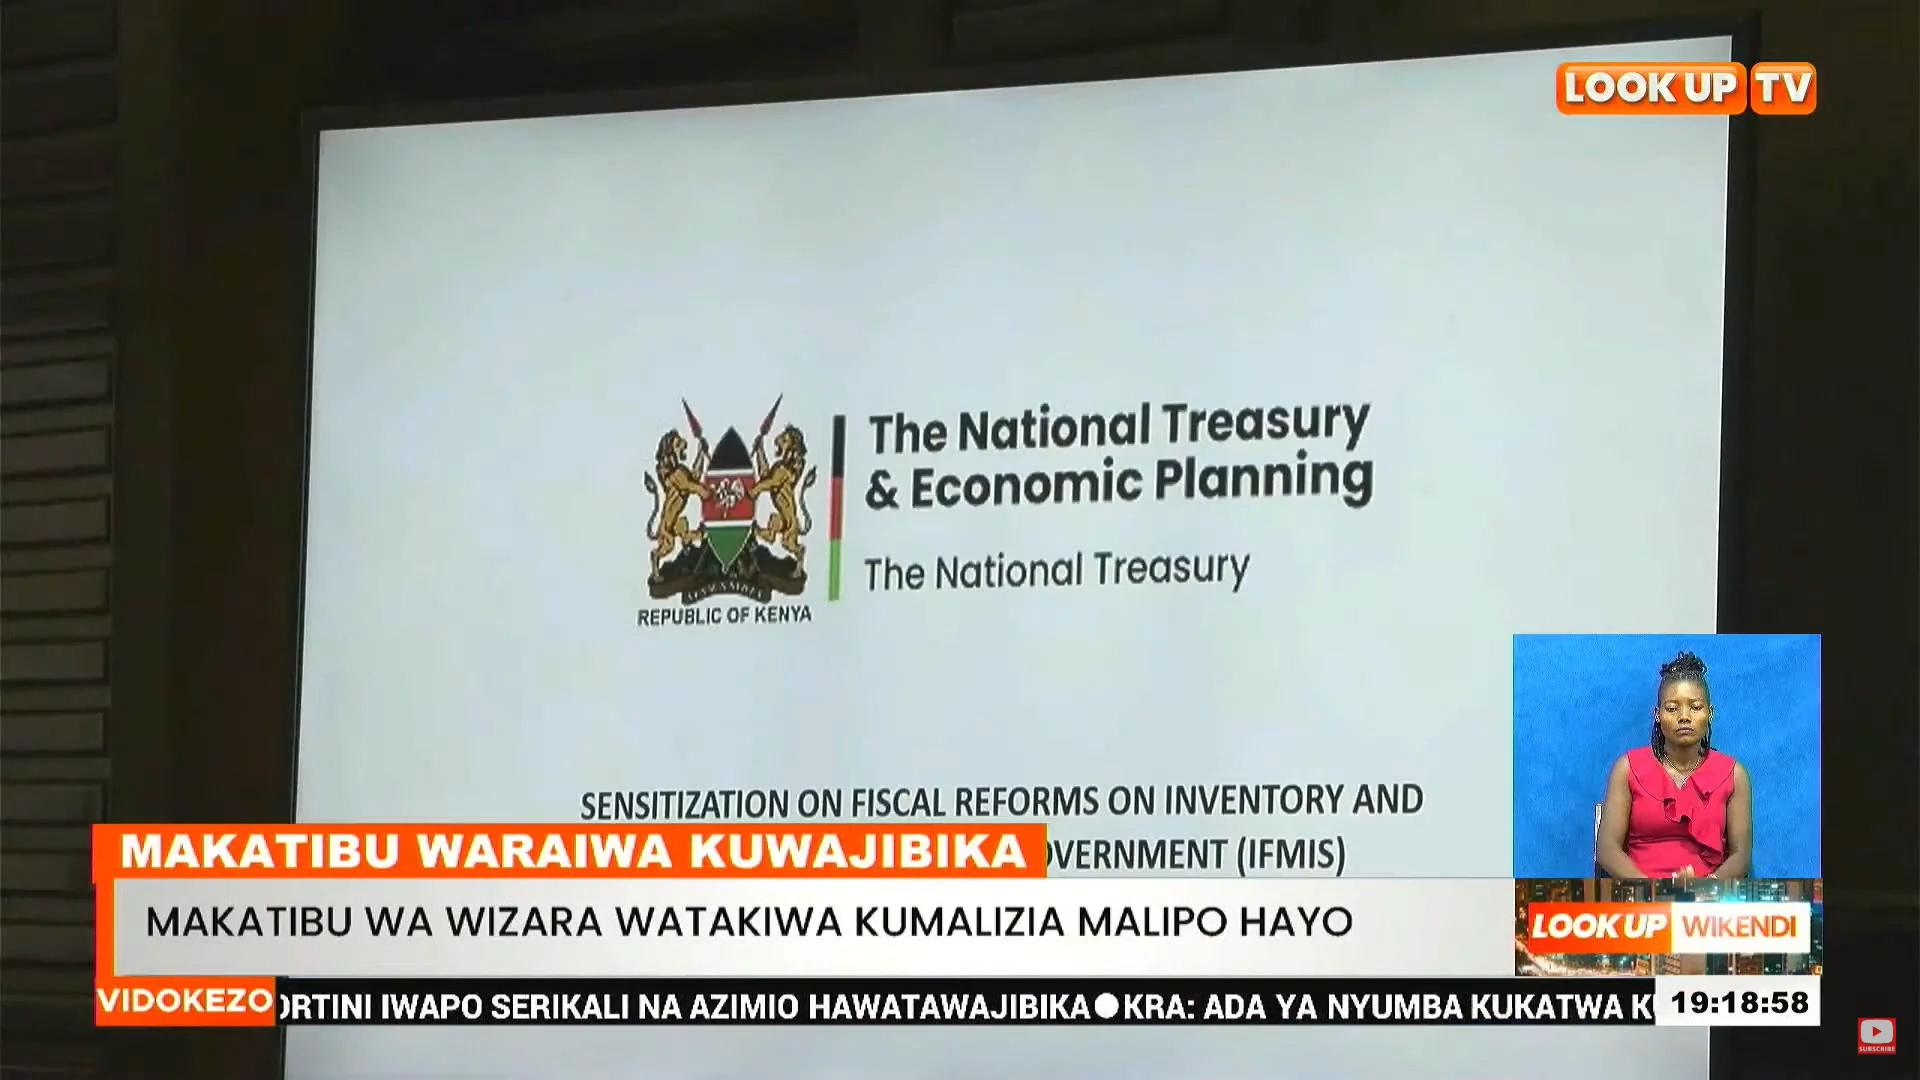 LOOK UP TV
The National Treasury
& Economic Planning
The National Treasury
REPUBLIC OF KENYA
SENSITIZATION ON FISCAL REFORMS ON INVENTORY AND
(IFMIS)
MAKATIBU WARAIWA KUWAJIBIKA
MAKATIBU WA WIZARA WATAKIWA KUMALIZIA MALIPO HAYO
LOOK UP WIKENDI
VIDOKEZO
IWAPO SERIKALI NA AZIMIO HAWATAWAJIBIKA●KRA: ADA YA NYUMBA KUKATWA
19:18:58
SUBSCRIBE